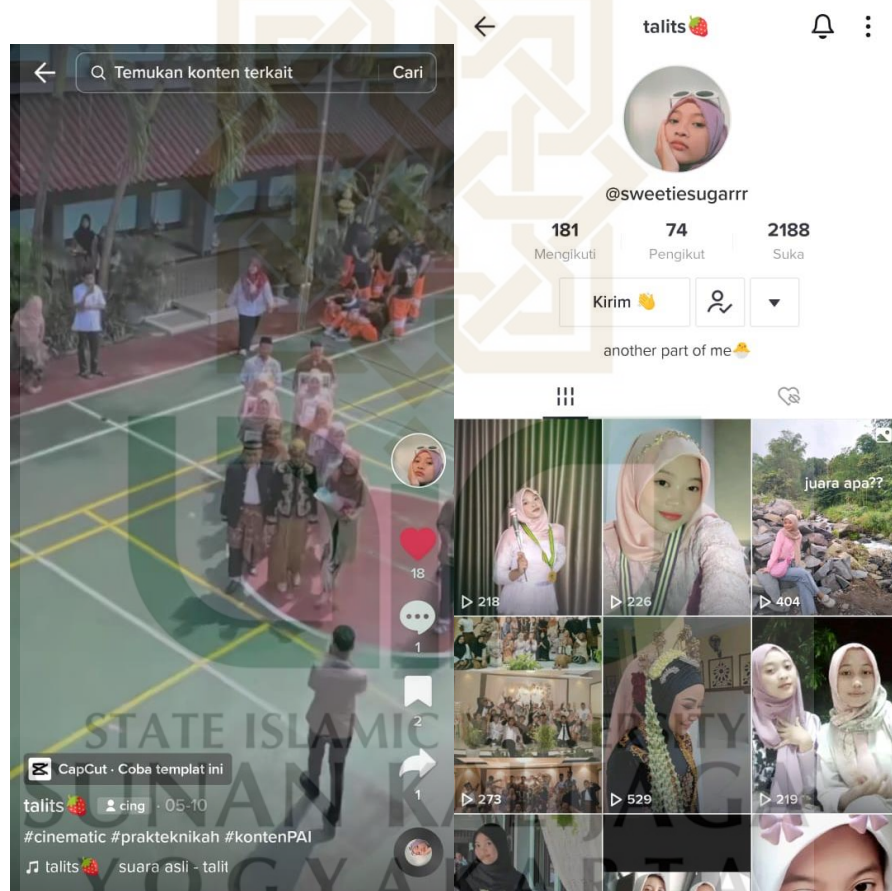 Temukan konten terkait
Cari
18
1
2
1
CapCut · Coba templat ini
talits🍓 cing · 05-10
#cinematic #prakteknikah #kontenPAI
talits🍓 suara asli - talit
talits🍓
@sweetiesugarrr
181 74 2188
Mengikuti Pengikut Suka
Kirim 👋
another part of me🐣
juara apa??
218 226 404
273 529 219
STATE ISLAMIC UNIVERSITY
SUNAN KALIJAGA
YOGYAKARTA